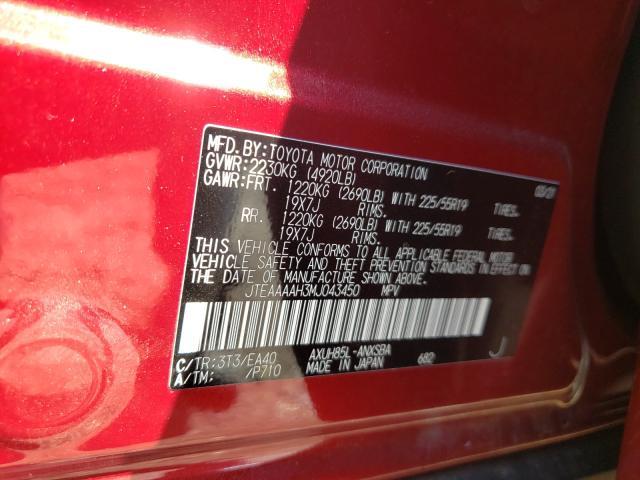 MFD. BY: TOYOTA MOTOR CORPORATION
GVWR: 2230KG (4920LB)
GAWR: FRT. 1220KG (2690LB) WITH 225/55R19 TIRES,
19X7J RIMS.
RR. 1220KG (2690LB) WITH 225/55R19 TIRES,
19X7J RIMS.
THIS VEHICLE CONFORMS TO ALL APPLICABLE FEDERAL MOTOR
VEHICLE SAFETY AND THEFT PREVENTION STANDARDS IN EFFECT ON
THE DATE OF MANUFACTURE SHOWN ABOVE.
JTEAAAAH3MJ043450 MPV
C/TR: 3T3/EA40 AXUH85L-ANXSBA 682 J
A/TM: /P710 MADE IN JAPAN